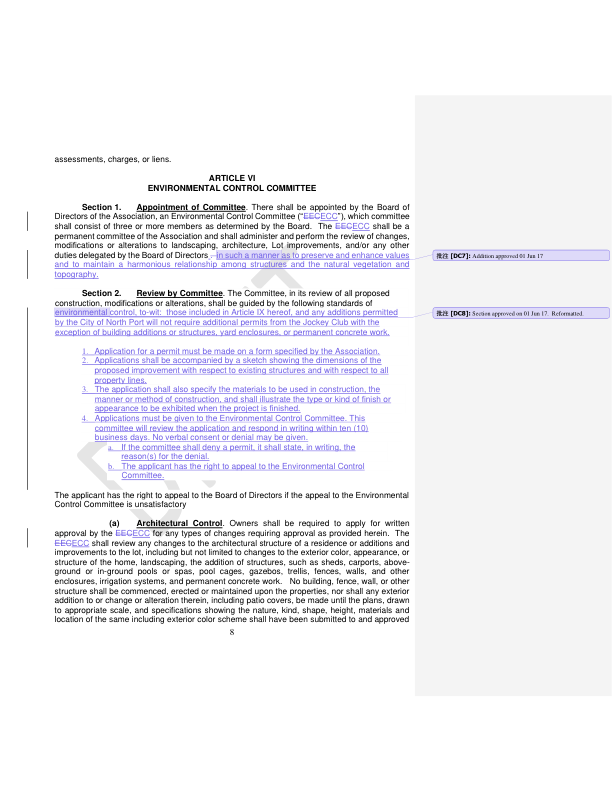 assessments, charges, or liens.
ARTICLE VI
ENVIRONMENTAL CONTROL COMMITTEE
Section 1. Appointment of Committee. There shall be appointed by the Board of
Directors of the Association, an Environmental Control Committee ("EECECC"), which committee
shall consist of three or more members as determined by the Board. The EECECC shall be a
permanent committee of the Association and shall administer and perform the review of changes,
modifications or alterations to landscaping, architecture, Lot improvements, and/or any other
duties delegated by the Board of Directors . in such a manner as to preserve and enhance values
and to maintain a harmonious relationship among structures and the natural vegetation and
topography.
批注 [DC7]: Addition approved 01 Jun 17
Section 2. Review by Committee. The Committee, in its review of all proposed
construction, modifications or alterations, shall be guided by the following standards of
environmental control, to-wit: those included in Article IX hereof, and any additions permitted
by the City of North Port will not require additional permits from the Jockey Club with the
exception of building additions or structures, yard enclosures, or permanent concrete work.
批注 [DC8]: Section approved on 01 Jun 17. Reformatted.
1. Application for a permit must be made on a form specified by the Association.
2. Applications shall be accompanied by a sketch showing the dimensions of the
proposed improvement with respect to existing structures and with respect to all
property lines.
3. The application shall also specify the materials to be used in construction, the
manner or method of construction, and shall illustrate the type or kind of finish or
appearance to be exhibited when the project is finished.
4. Applications must be given to the Environmental Control Committee. This
committee will review the application and respond in writing within ten (10)
business days. No verbal consent or denial may be given.
a. If the committee shall deny a permit, it shall state, in writing, the
reason(s) for the denial.
b. The applicant has the right to appeal to the Environmental Control
Committee.
The applicant has the right to appeal to the Board of Directors if the appeal to the Environmental
Control Committee is unsatisfactory
(a) Architectural Control. Owners shall be required to apply for written
approval by the EECECC for any types of changes requiring approval as provided herein. The
EECECC shall review any changes to the architectural structure of a residence or additions and
improvements to the lot, including but not limited to changes to the exterior color, appearance, or
structure of the home, landscaping, the addition of structures, such as sheds, carports, above-
ground or in-ground pools or spas, pool cages, gazebos, trellis, fences, walls, and other
enclosures, irrigation systems, and permanent concrete work. No building, fence, wall, or other
structure shall be commenced, erected or maintained upon the properties, nor shall any exterior
addition to or change or alteration therein, including patio covers, be made until the plans, drawn
to appropriate scale, and specifications showing the nature, kind, shape, height, materials and
location of the same including exterior color scheme shall have been submitted to and approved
8